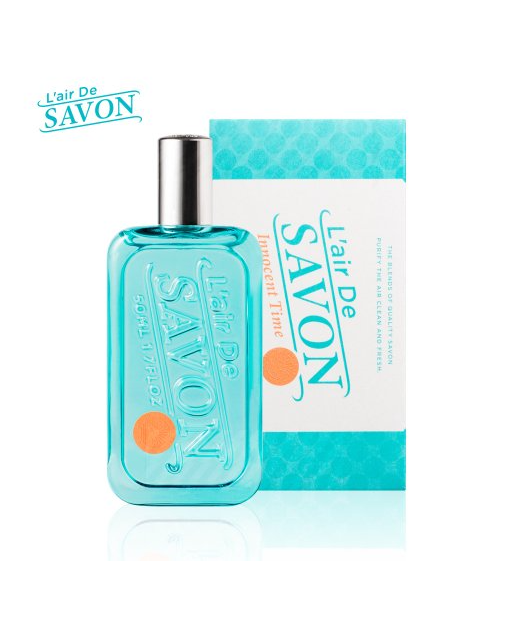 L'air De
SAVON
L'air De
SAVON
50ML 1.7FL.OZ
Innocent Time
L'air De
SAVON
THE BLENDS OF QUALITY SAVON
PURIFY THE AIR CLEAN AND FRESH